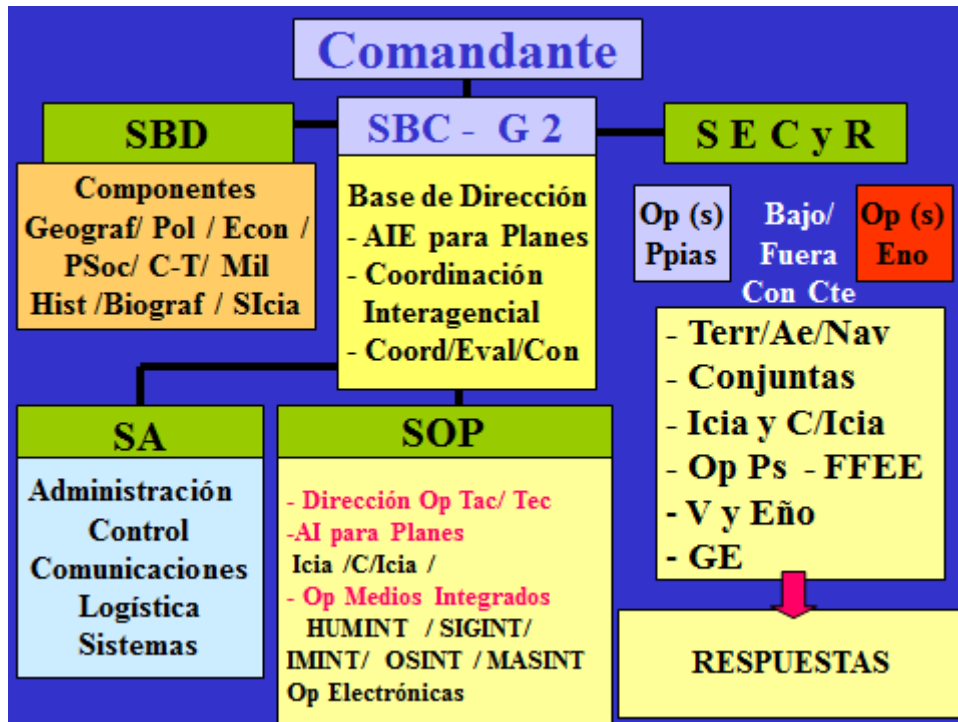 Comandante
SBD
SBC - G 2
S E C y R
Componentes
Geograf/ Pol / Econ /
PSoc/ C-T/ Mil
Hist /Biograf / SIcia
Base de Dirección
- AIE para Planes
- Coordinación
Interagencial
- Coord/Eval/Con
Op (s)
Ppias
Bajo/
Fuera
Con Cte
Op (s)
Eno
- Terr/Ae/Nav
- Conjuntas
- Icia y C/Icia
- Op Ps - FFEE
- V y Eño
- GE
SA
Administración
Control
Comunicaciones
Logística
Sistemas
SOP
- Dirección Op Tac/ Tec
-AI para Planes
Icia /C/Icia /
- Op Medios Integrados
HUMINT / SIGINT/
IMINT/ OSINT / MASINT
Op Electrónicas
RESPUESTAS